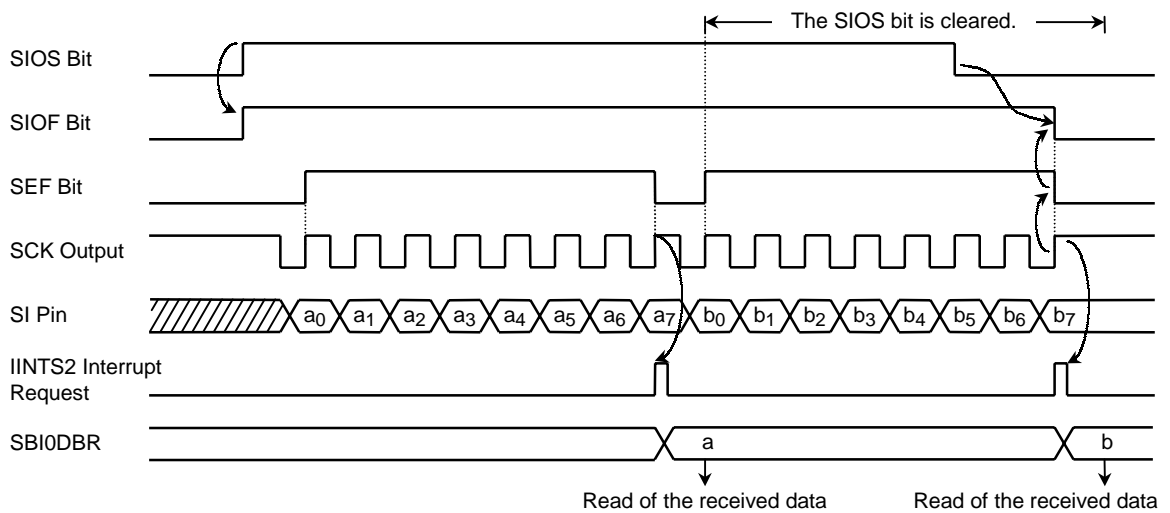 The SIOS bit is cleared.
SIOS Bit
SIOF Bit
SEF Bit
SCK Output
SI Pin
a0 a1 a2 a3 a4 a5 a6 a7 b0 b1 b2 b3 b4 b5 b6 b7
IINTS2 Interrupt
Request
SBI0DBR
a b
Read of the received data Read of the received data